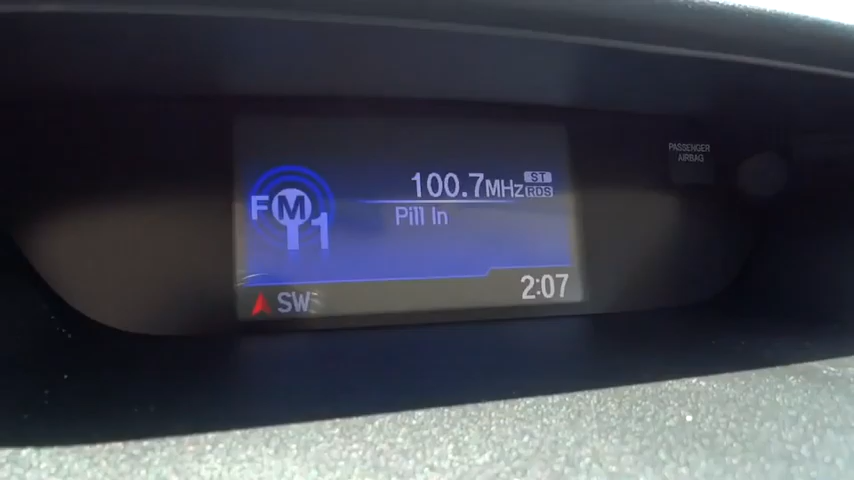 PASSENGER
AIRBAG
100.7MHz ST
RDS
FM1
Pill In
SW
2:07